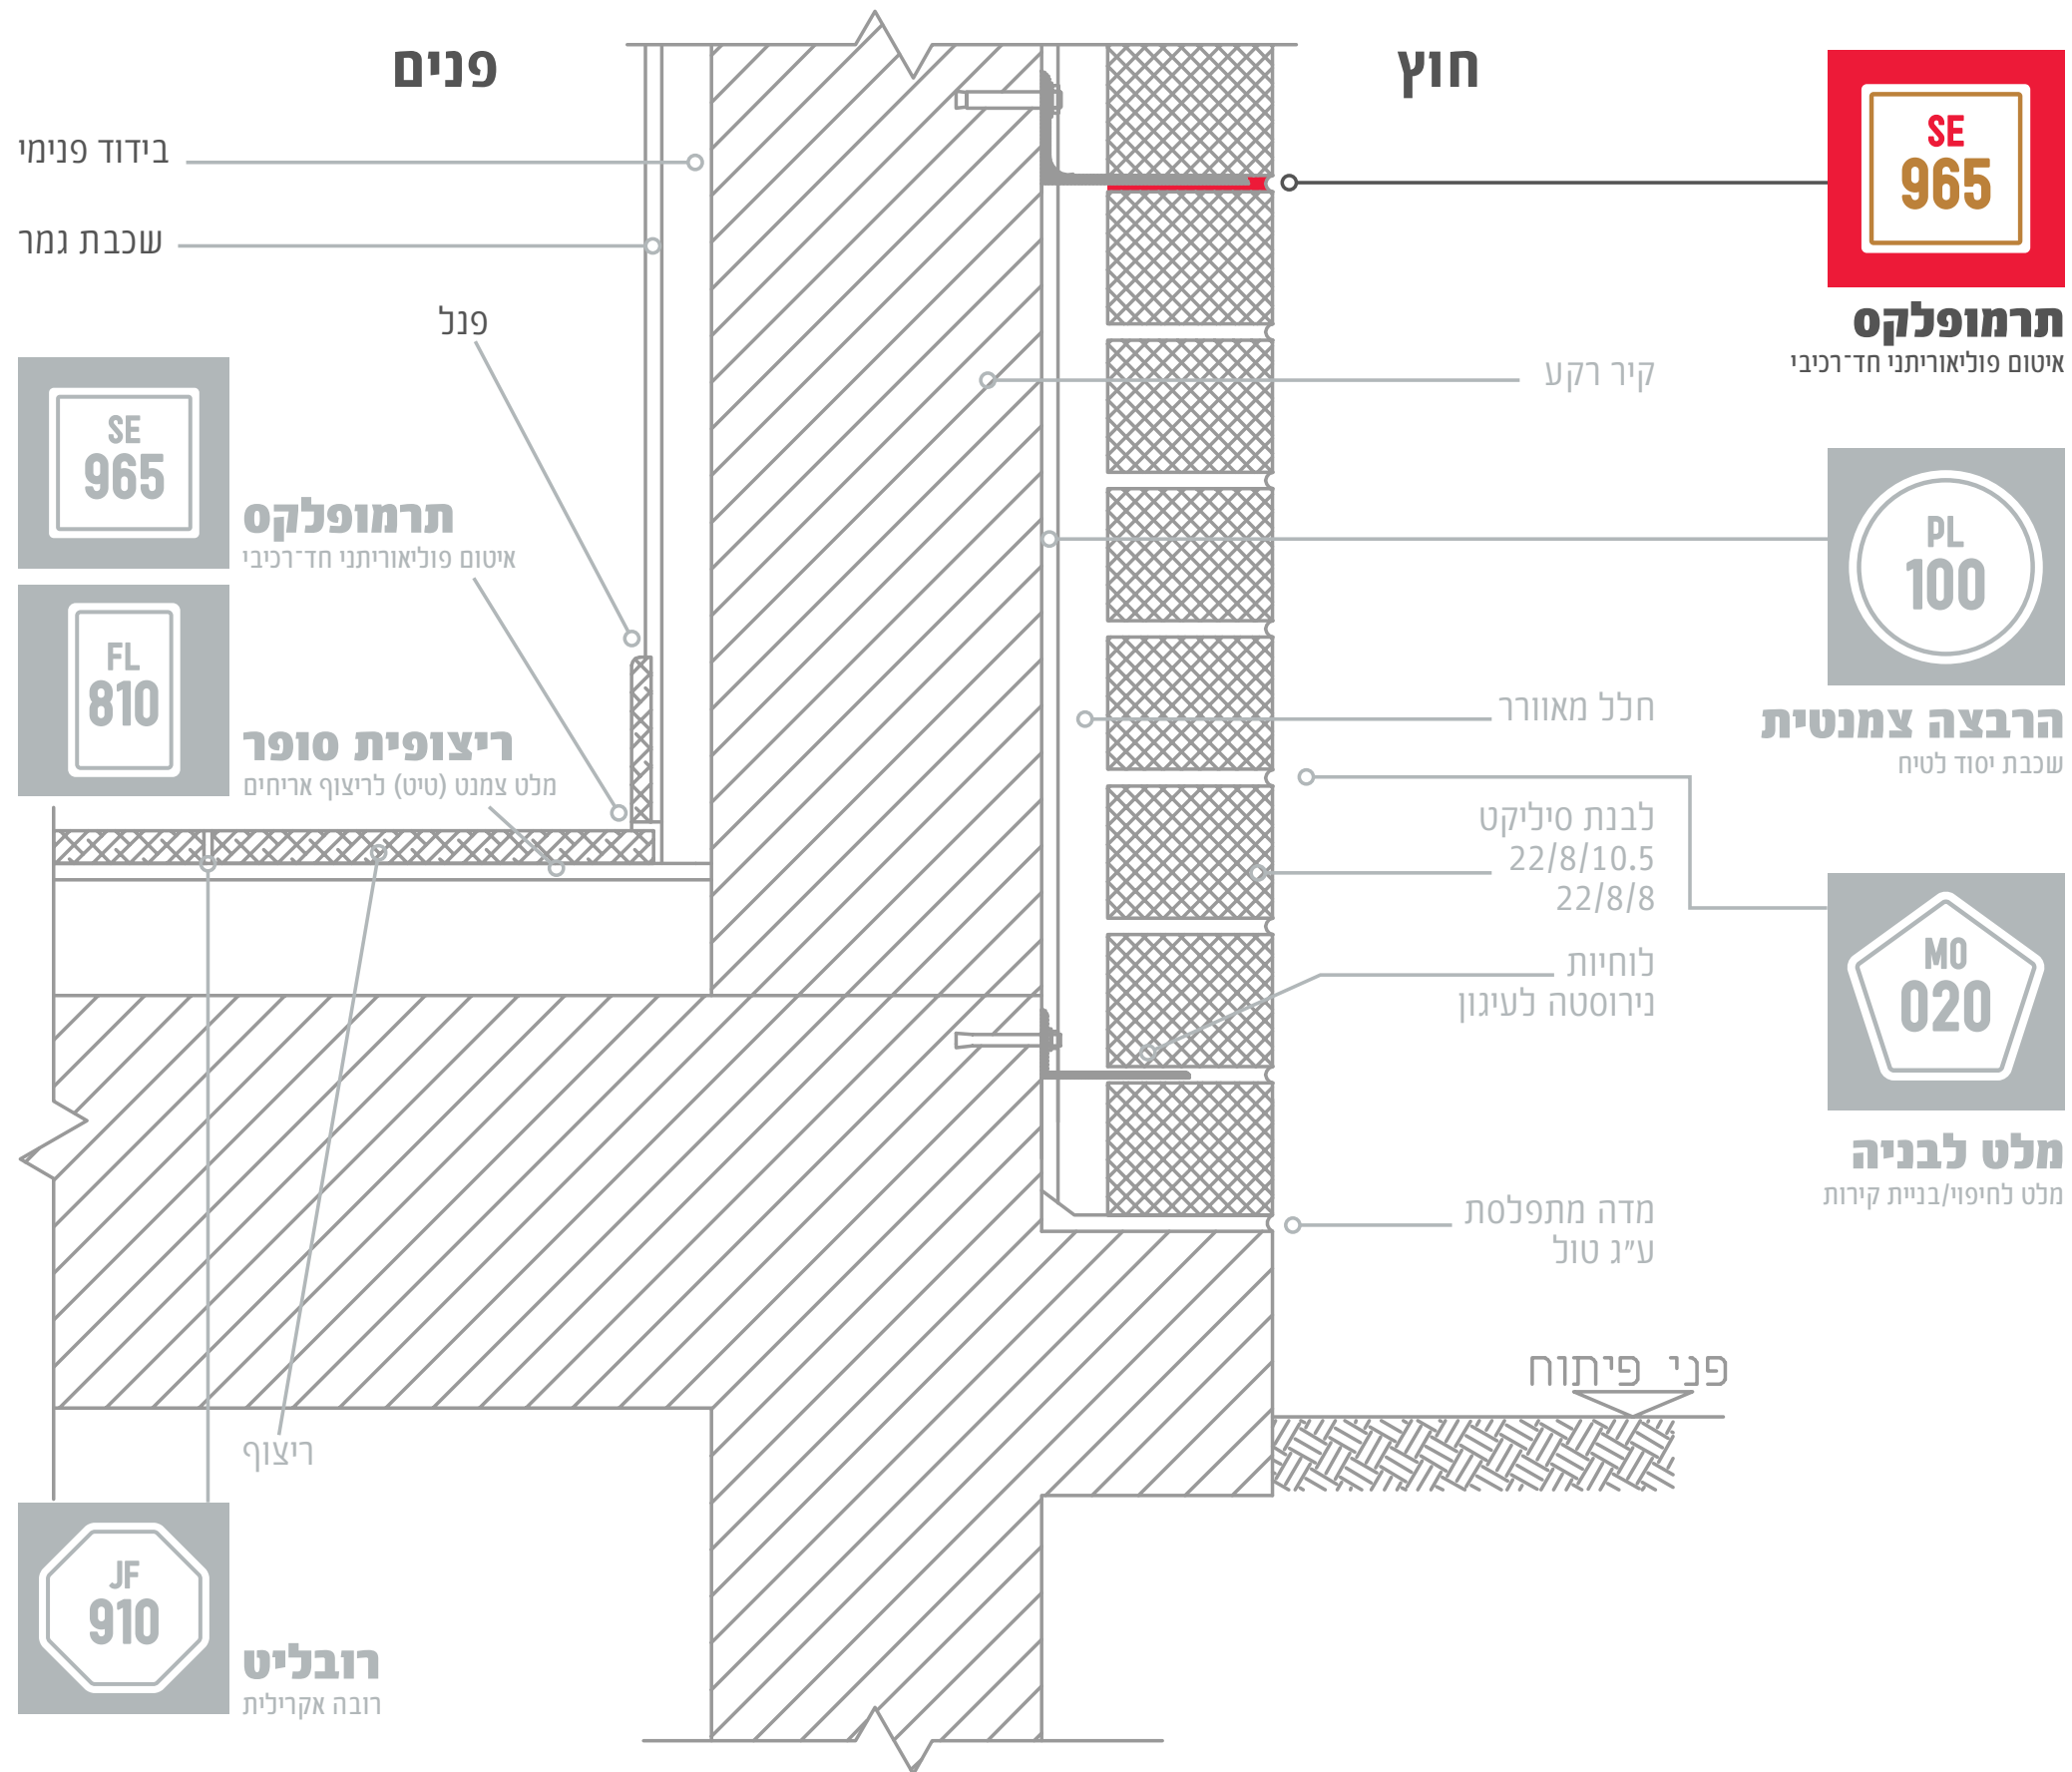 חוץ
פנים
SE
965
תרמופלקס
איטום פוליאוריתני חד־רכיבי
בידוד פנימי
שכבת גמר
פנל
קיר רקע
SE
965
תרמופלקס
איטום פוליאוריתני חד־רכיבי
PL
100
הרבצה צמנטית
שכבת יסוד לטיח
FL
810
ריצופית סופר
מלט צמנט (טיט) לריצוף אריחים
חלל מאוורר
לבנת סיליקט
22/8/10.5
22/8/8
לוחיות
נירוסטה לעיגון
MO
020
מלט לבניה
מלט לחיפוי/בניית קירות
מדה מתפלסת
ע״ג טול
פני פיתוח
ריצוף
JF
910
רובליט
רובה אקרילית